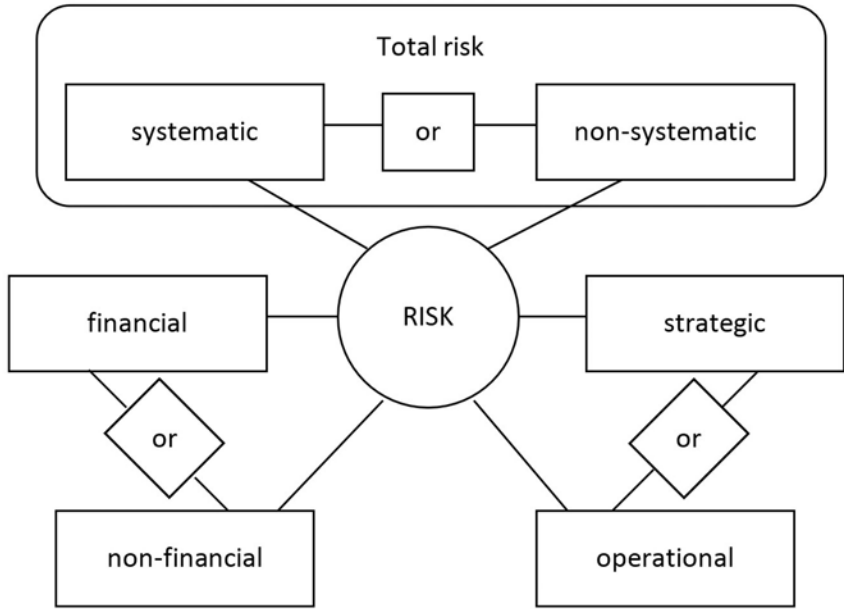 Total risk
systematic
or
non-systematic
financial
RISK
strategic
or
or
non-financial
operational